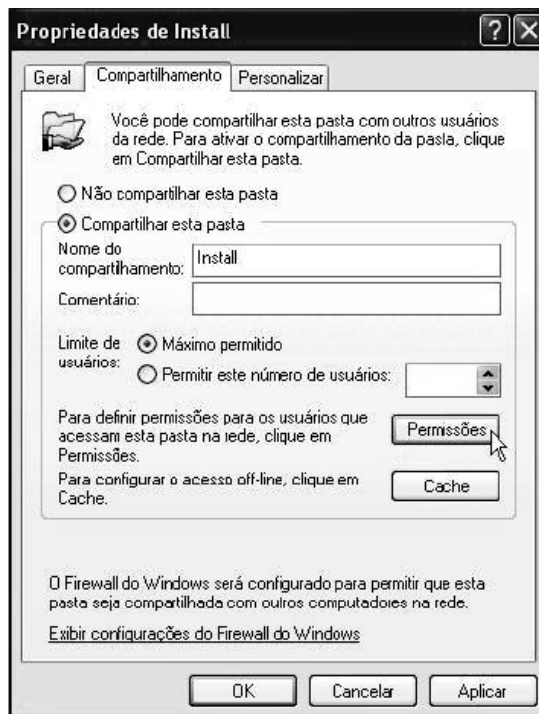 Propriedades de Install
Geral Compartilhamento Personalizar
Você pode compartilhar esta pasta com outros usuários
da rede. Para ativar o compartilhamento da pasta, clique
em Compartilhar esta pasta.
Não compartilhar esta pasta
Compartilhar esta pasta
Nome do
compartilhamento: Install
Comentário:
Limite de
usuários:
Máximo permitido
Permitir este número de usuários:
Para definir permissões para os usuários que
acessam esta pasta na rede, clique em
Permissões.
Permissões
Para configurar o acesso off-line, clique em
Cache.
Cache
O Firewall do Windows será configurado para permitir que esta
pasta seja compartilhada com outros computadores na rede.
Exibir configurações do Firewall do Windows
OK Cancelar Aplicar